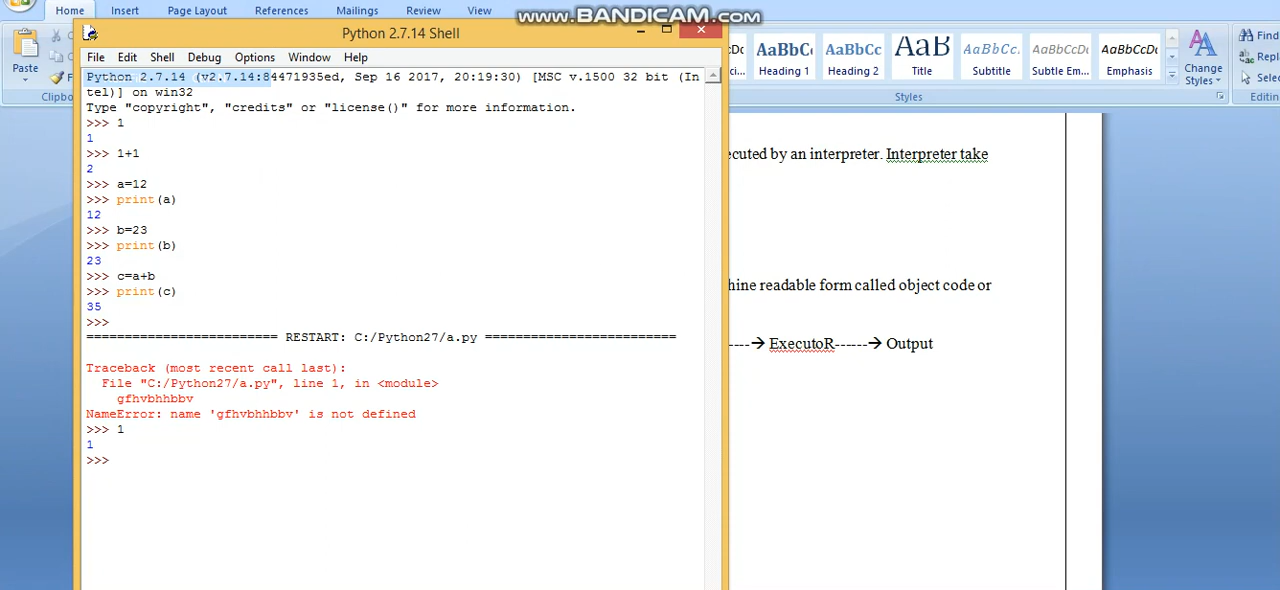 www.BANDICAM.com
Home Insert Page Layout References Mailings Review View
Python 2.7.14 Shell
File Edit Shell Debug Options Window Help
Paste
Clipbo
Heading 1 Heading 2 Title Subtitle Subtle Em... Emphasis
AaBbCc AaBbCc AaB AaBbCc. AaBbCcDc AaBbCcDc
Change
Styles
Styles
Find
Repl
Selec
Editin
Python 2.7.14 (v2.7.14:84471935ed, Sep 16 2017, 20:19:30) [MSC v.1500 32 bit (In
tel)] on win32
Type "copyright", "credits" or "license()" for more information.
>>> 1
1
>>> 1+1
2
>>> a=12
>>> print(a)
12
>>> b=23
>>> print(b)
23
>>> c=a+b
>>> print(c)
35
>>>
========================= RESTART: C:/Python27/a.py =========================
Traceback (most recent call last):
File "C:/Python27/a.py", line 1, in <module>
gfhvbhhbbv
NameError: name 'gfhvbhhbbv' is not defined
>>> 1
1
>>>
ecuted by an interpreter. Interpreter take
hine readable form called object code or
----→ ExecutoR------→ Output